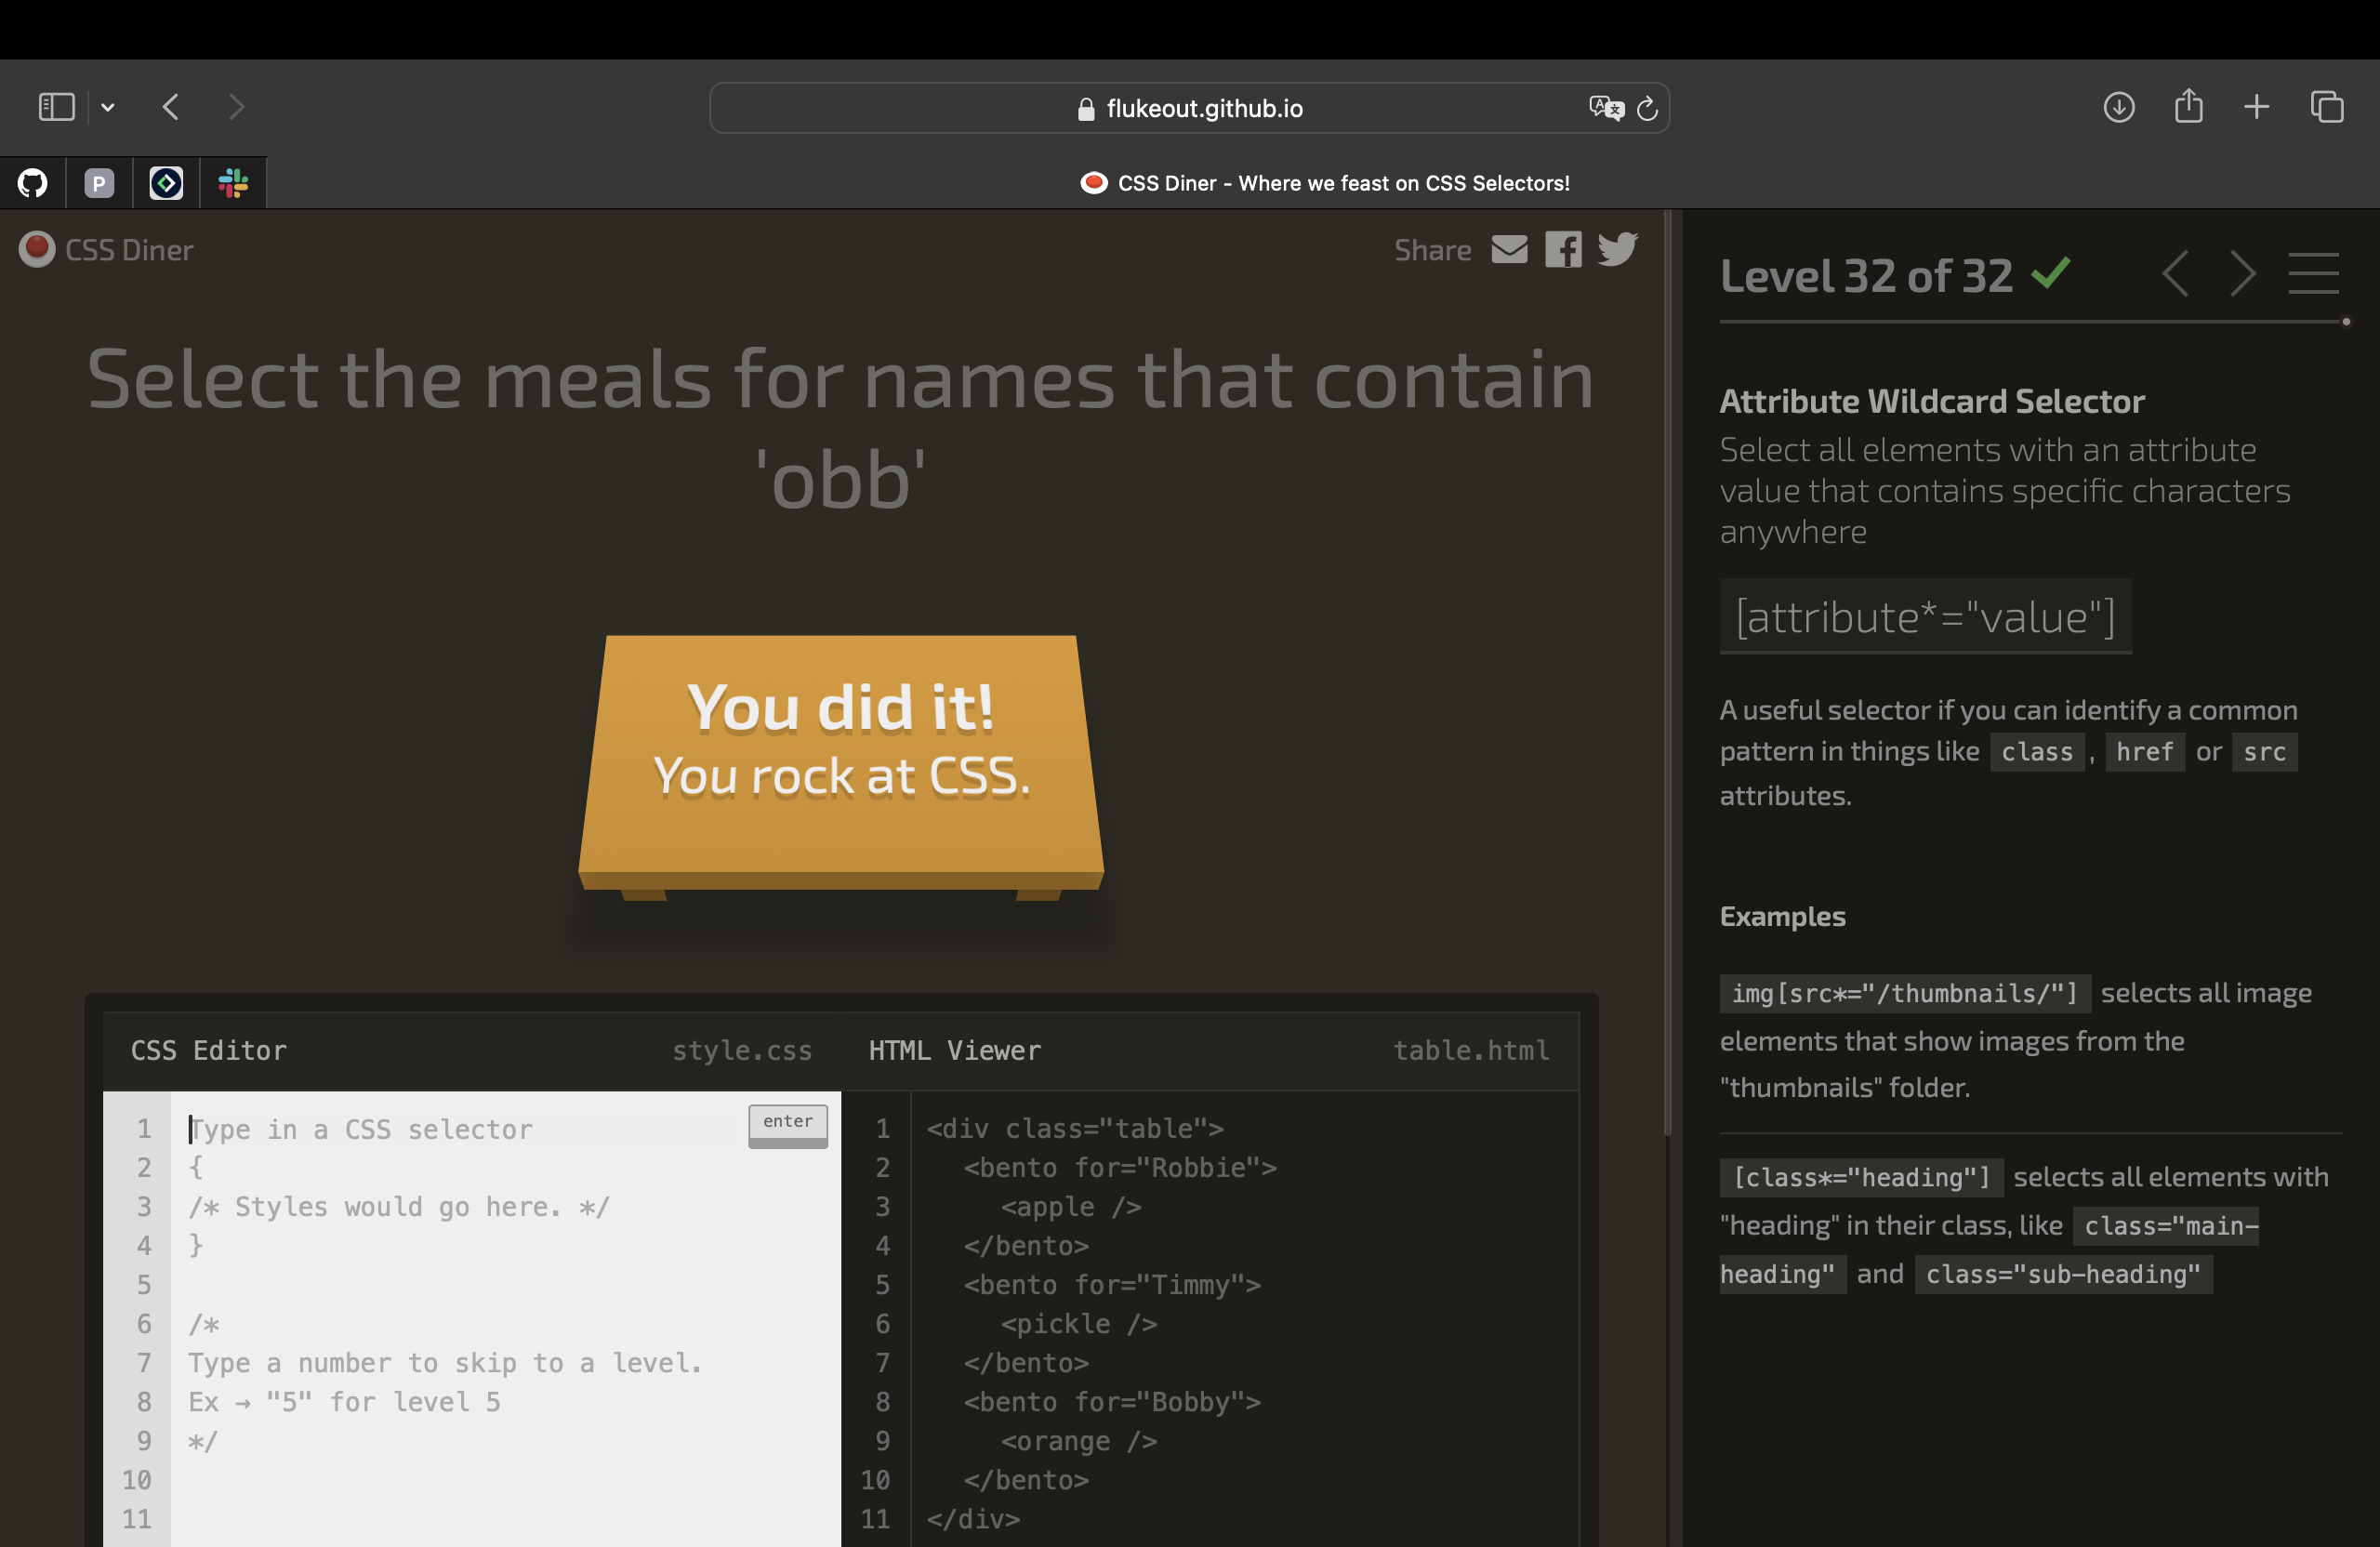 flukeout.github.io
P
CSS Diner - Where we feast on CSS Selectors!
CSS Diner
Share
Select the meals for names that contain
'obb'
You did it!
You rock at CSS.
CSS Editor
style.css
HTML Viewer
table.html
1 Type in a CSS selector
enter
2 {
3 /* Styles would go here. */
4 }
5
6 /*
7 Type a number to skip to a level.
8 Ex → "5" for level 5
9 */
10
11
1 <div class="table">
2 <bento for="Robbie">
3 <apple />
4 </bento>
5 <bento for="Timmy">
6 <pickle />
7 </bento>
8 <bento for="Bobby">
9 <orange />
10 </bento>
11 </div>
Level 32 of 32
Attribute Wildcard Selector
Select all elements with an attribute
value that contains specific characters
anywhere
[attribute*="value"]
A useful selector if you can identify a common
pattern in things like class , href or src
attributes.
Examples
img[src*="/thumbnails/"] selects all image
elements that show images from the
"thumbnails" folder.
[class*="heading"] selects all elements with
"heading" in their class, like class="main-
heading" and class="sub-heading"